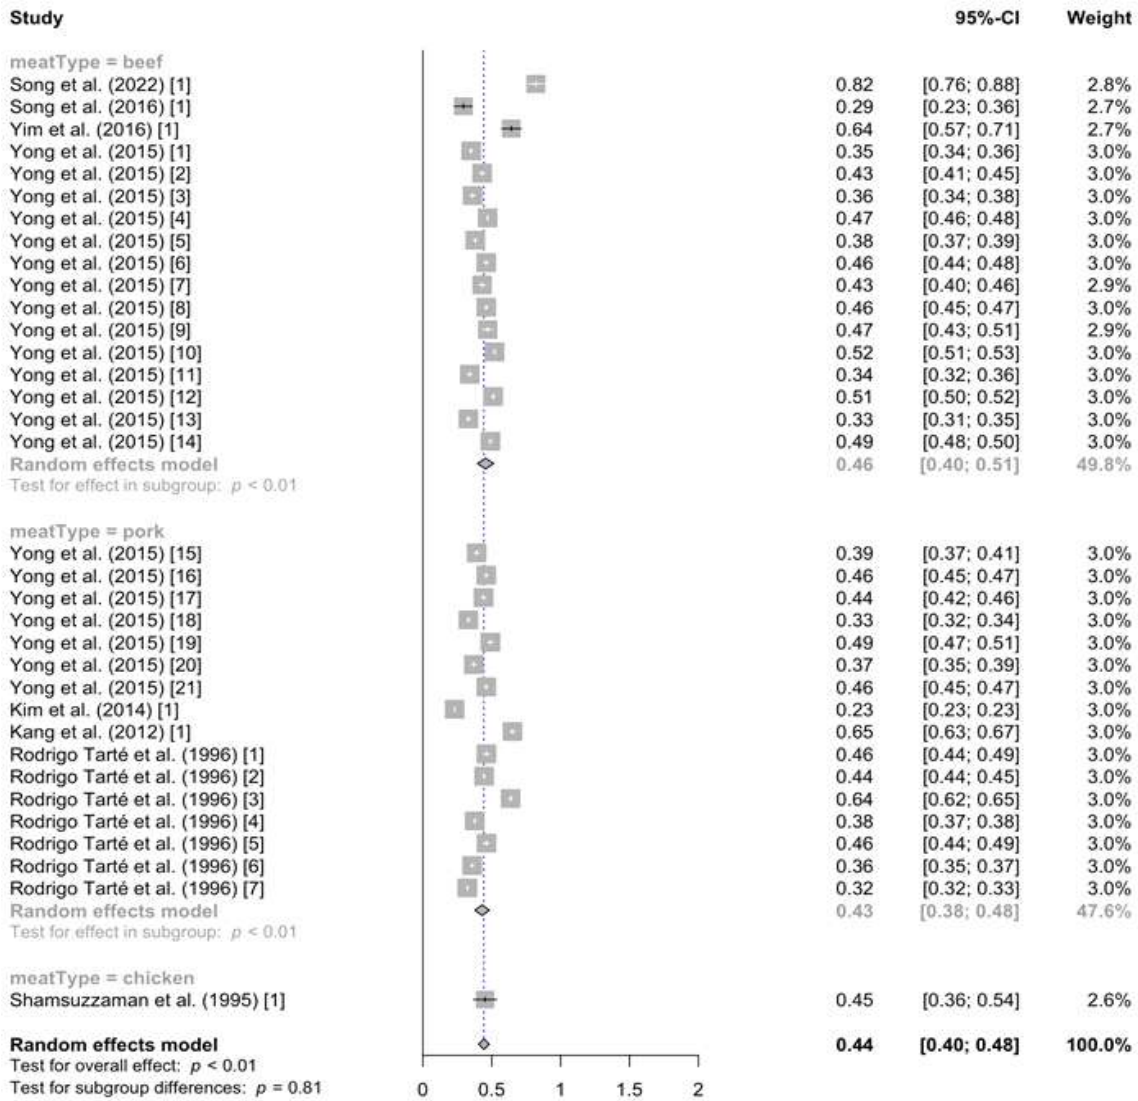 Study 95%-CI Weight
meatType = beef
Song et al. (2022) [1] 0.82 [0.76; 0.88] 2.8%
Song et al. (2016) [1] 0.29 [0.23; 0.36] 2.7%
Yim et al. (2016) [1] 0.64 [0.57; 0.71] 2.7%
Yong et al. (2015) [1] 0.35 [0.34; 0.36] 3.0%
Yong et al. (2015) [2] 0.43 [0.41; 0.45] 3.0%
Yong et al. (2015) [3] 0.36 [0.34; 0.38] 3.0%
Yong et al. (2015) [4] 0.47 [0.46; 0.48] 3.0%
Yong et al. (2015) [5] 0.38 [0.37; 0.39] 3.0%
Yong et al. (2015) [6] 0.46 [0.44; 0.48] 3.0%
Yong et al. (2015) [7] 0.43 [0.40; 0.46] 2.9%
Yong et al. (2015) [8] 0.46 [0.45; 0.47] 3.0%
Yong et al. (2015) [9] 0.47 [0.43; 0.51] 2.9%
Yong et al. (2015) [10] 0.52 [0.51; 0.53] 3.0%
Yong et al. (2015) [11] 0.34 [0.32; 0.36] 3.0%
Yong et al. (2015) [12] 0.51 [0.50; 0.52] 3.0%
Yong et al. (2015) [13] 0.33 [0.31; 0.35] 3.0%
Yong et al. (2015) [14] 0.49 [0.48; 0.50] 3.0%
Random effects model 0.46 [0.40; 0.51] 49.8%
Test for effect in subgroup: p < 0.01
meatType = pork
Yong et al. (2015) [15] 0.39 [0.37; 0.41] 3.0%
Yong et al. (2015) [16] 0.46 [0.45; 0.47] 3.0%
Yong et al. (2015) [17] 0.44 [0.42; 0.46] 3.0%
Yong et al. (2015) [18] 0.33 [0.32; 0.34] 3.0%
Yong et al. (2015) [19] 0.49 [0.47; 0.51] 3.0%
Yong et al. (2015) [20] 0.37 [0.35; 0.39] 3.0%
Yong et al. (2015) [21] 0.46 [0.45; 0.47] 3.0%
Kim et al. (2014) [1] 0.23 [0.23; 0.23] 3.0%
Kang et al. (2012) [1] 0.65 [0.63; 0.67] 3.0%
Rodrigo Tarté et al. (1996) [1] 0.46 [0.44; 0.49] 3.0%
Rodrigo Tarté et al. (1996) [2] 0.44 [0.44; 0.45] 3.0%
Rodrigo Tarté et al. (1996) [3] 0.64 [0.62; 0.65] 3.0%
Rodrigo Tarté et al. (1996) [4] 0.38 [0.37; 0.38] 3.0%
Rodrigo Tarté et al. (1996) [5] 0.46 [0.44; 0.49] 3.0%
Rodrigo Tarté et al. (1996) [6] 0.36 [0.35; 0.37] 3.0%
Rodrigo Tarté et al. (1996) [7] 0.32 [0.32; 0.33] 3.0%
Random effects model 0.43 [0.38; 0.48] 47.6%
Test for effect in subgroup: p < 0.01
meatType = chicken
Shamsuzzaman et al. (1995) [1] 0.45 [0.36; 0.54] 2.6%
Random effects model 0.44 [0.40; 0.48] 100.0%
Test for overall effect: p < 0.01
Test for subgroup differences: p = 0.81
0 0.5 1 1.5 2